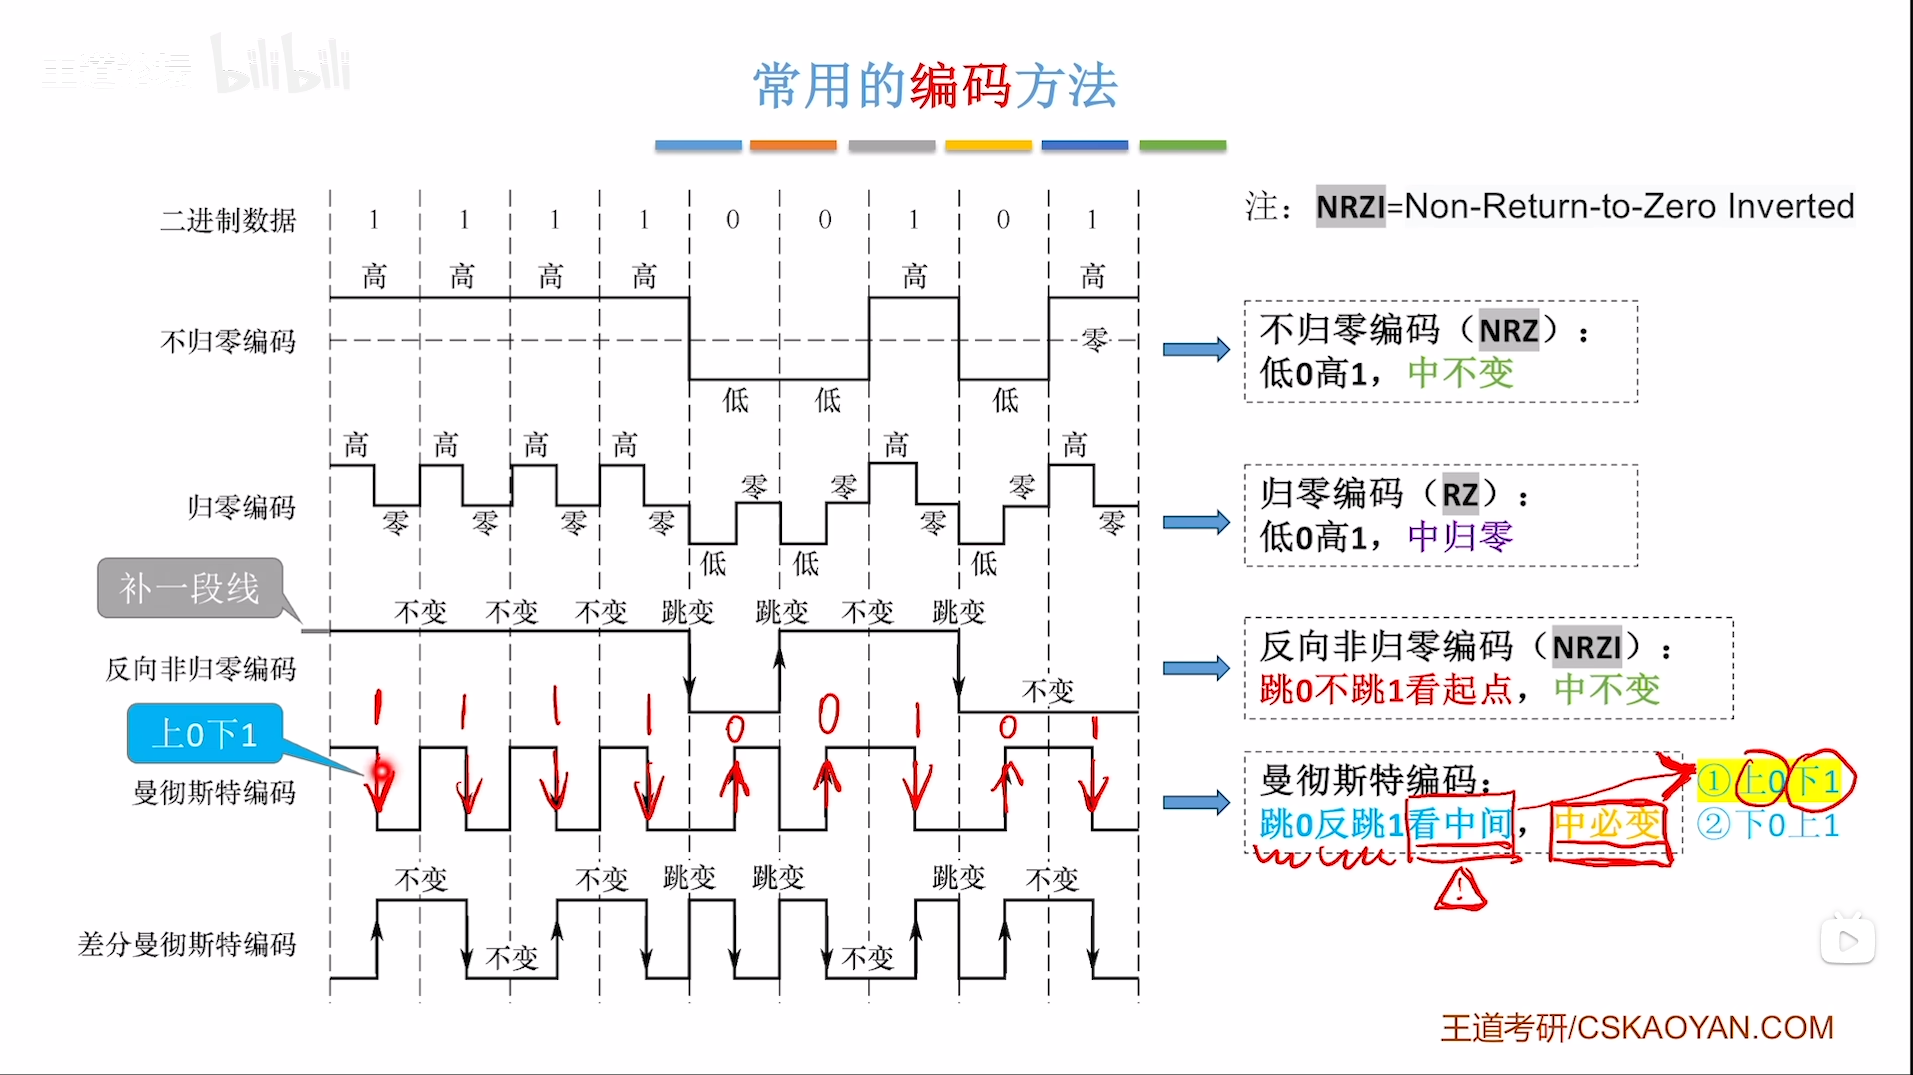 王道论坛 bilibili
常用的编码方法
二进制数据 1 1 1 1 0 0 1 0 1
注：NRZI=Non-Return-to-Zero Inverted
高 高 高 高 高 高
不归零编码 零
低 低 低
不归零编码（NRZ）：
低0高1，中不变
高 高 高 高 高 高
归零编码
零 零 零 零 零 零 零 零 零
低 低 低
归零编码（RZ）：
低0高1，中归零
补一段线
不变 不变 不变 跳变 跳变 不变 跳变
反向非归零编码 不变
反向非归零编码（NRZI）：
跳0不跳1看起点，中不变
1 1 1 1 0 0 1 0 1
上0下1
曼彻斯特编码
曼彻斯特编码：
跳0反跳1看中间，中必变
①上0下1
②下0上1
!
不变 不变 跳变 跳变 跳变 不变
差分曼彻斯特编码 不变 不变
王道考研/CSKAOYAN.COM